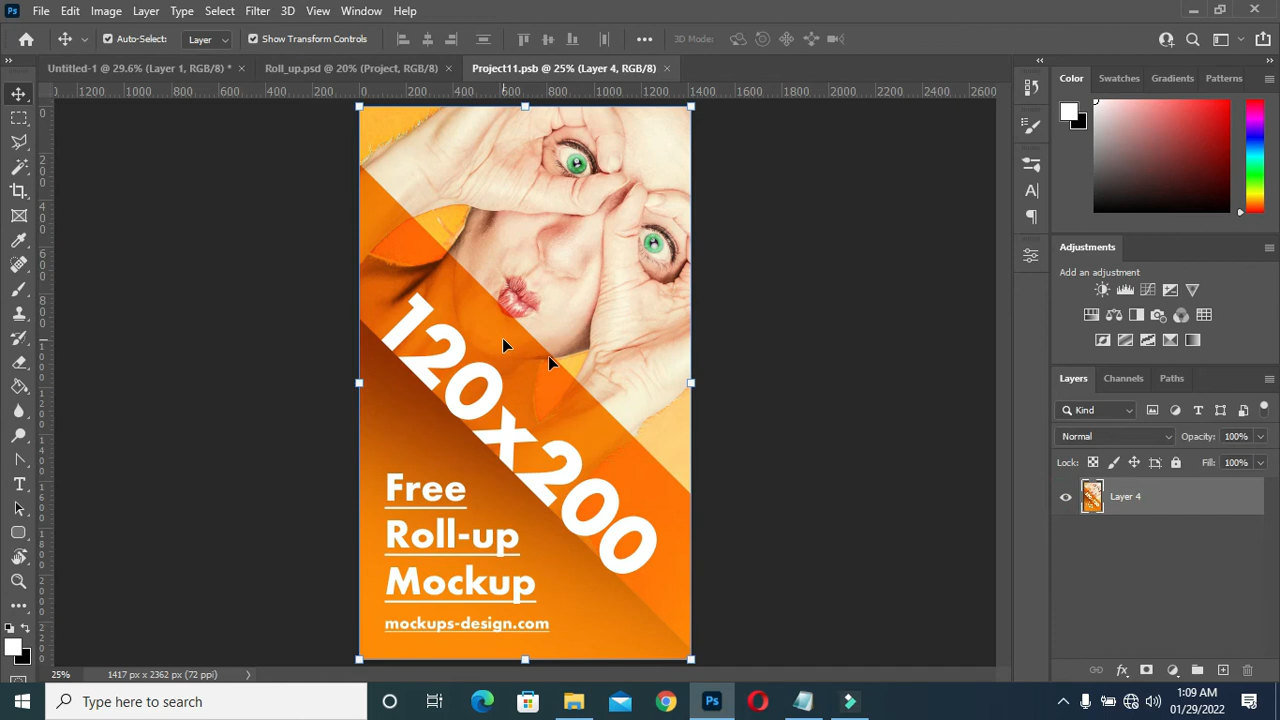 File Edit Image Layer Type Select Filter 3D View Window Help
Auto-Select: Layer Show Transform Controls 3D Mode:
Untitled-1 @ 29.6% (Layer 1, RGB/8) * Roll_up.psd @ 20% (Project, RGB/8) Project11.psb @ 25% (Layer 4, RGB/8)
1200 1000 800 600 400 200 0 200 400 600 800 1000 1200 1400 1600 1800 2000 2200 2400 2600
Color Swatches Gradients Patterns
Adjustments
Add an adjustment
Layers Channels Paths
Kind
Normal Opacity: 100%
Lock: Fill: 100%
Layer 4
120x200
Free
Roll-up
Mockup
mockups-design.com
25% 1417 px x 2362 px (72 ppi)
Type here to search
1:09 AM
01/29/2022